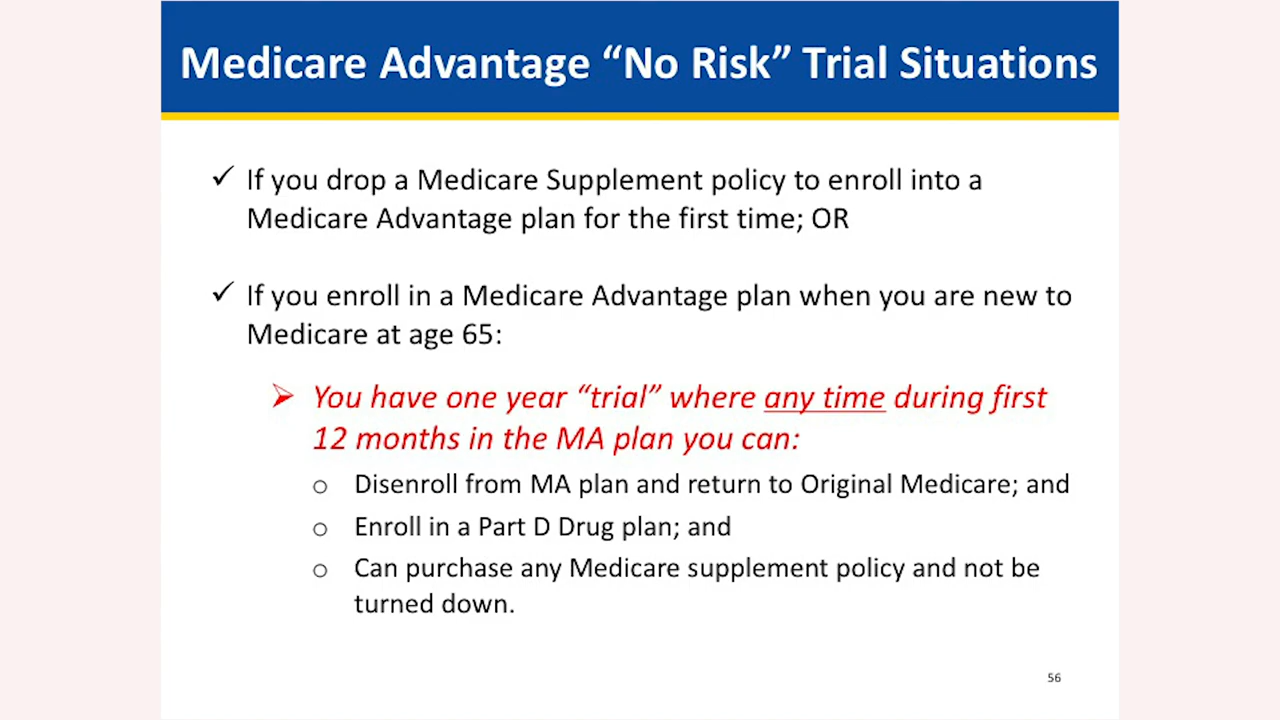 Medicare Advantage “No Risk” Trial Situations
✓ If you drop a Medicare Supplement policy to enroll into a
Medicare Advantage plan for the first time; OR
✓ If you enroll in a Medicare Advantage plan when you are new to
Medicare at age 65:
➢ You have one year “trial” where any time during first
12 months in the MA plan you can:
o Disenroll from MA plan and return to Original Medicare; and
o Enroll in a Part D Drug plan; and
o Can purchase any Medicare supplement policy and not be
turned down.
56